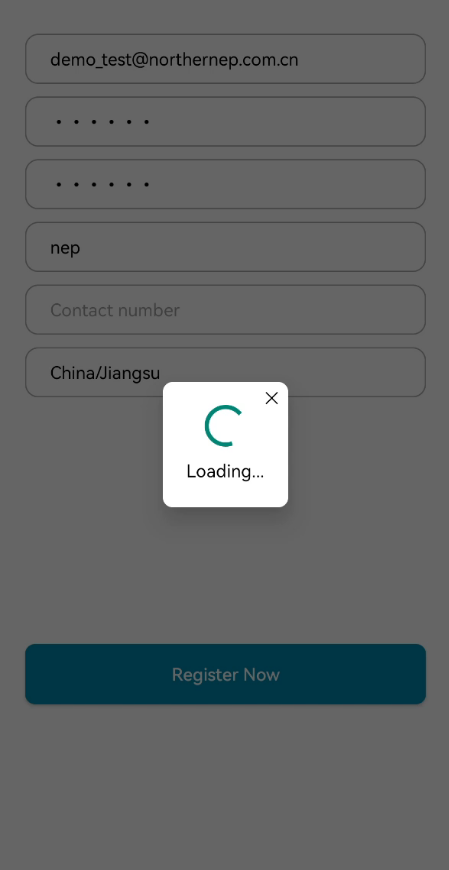 demo_test@northernep.com.cn
••••••
••••••
nep
Contact number
China/Jiangsu
Loading...
Register Now